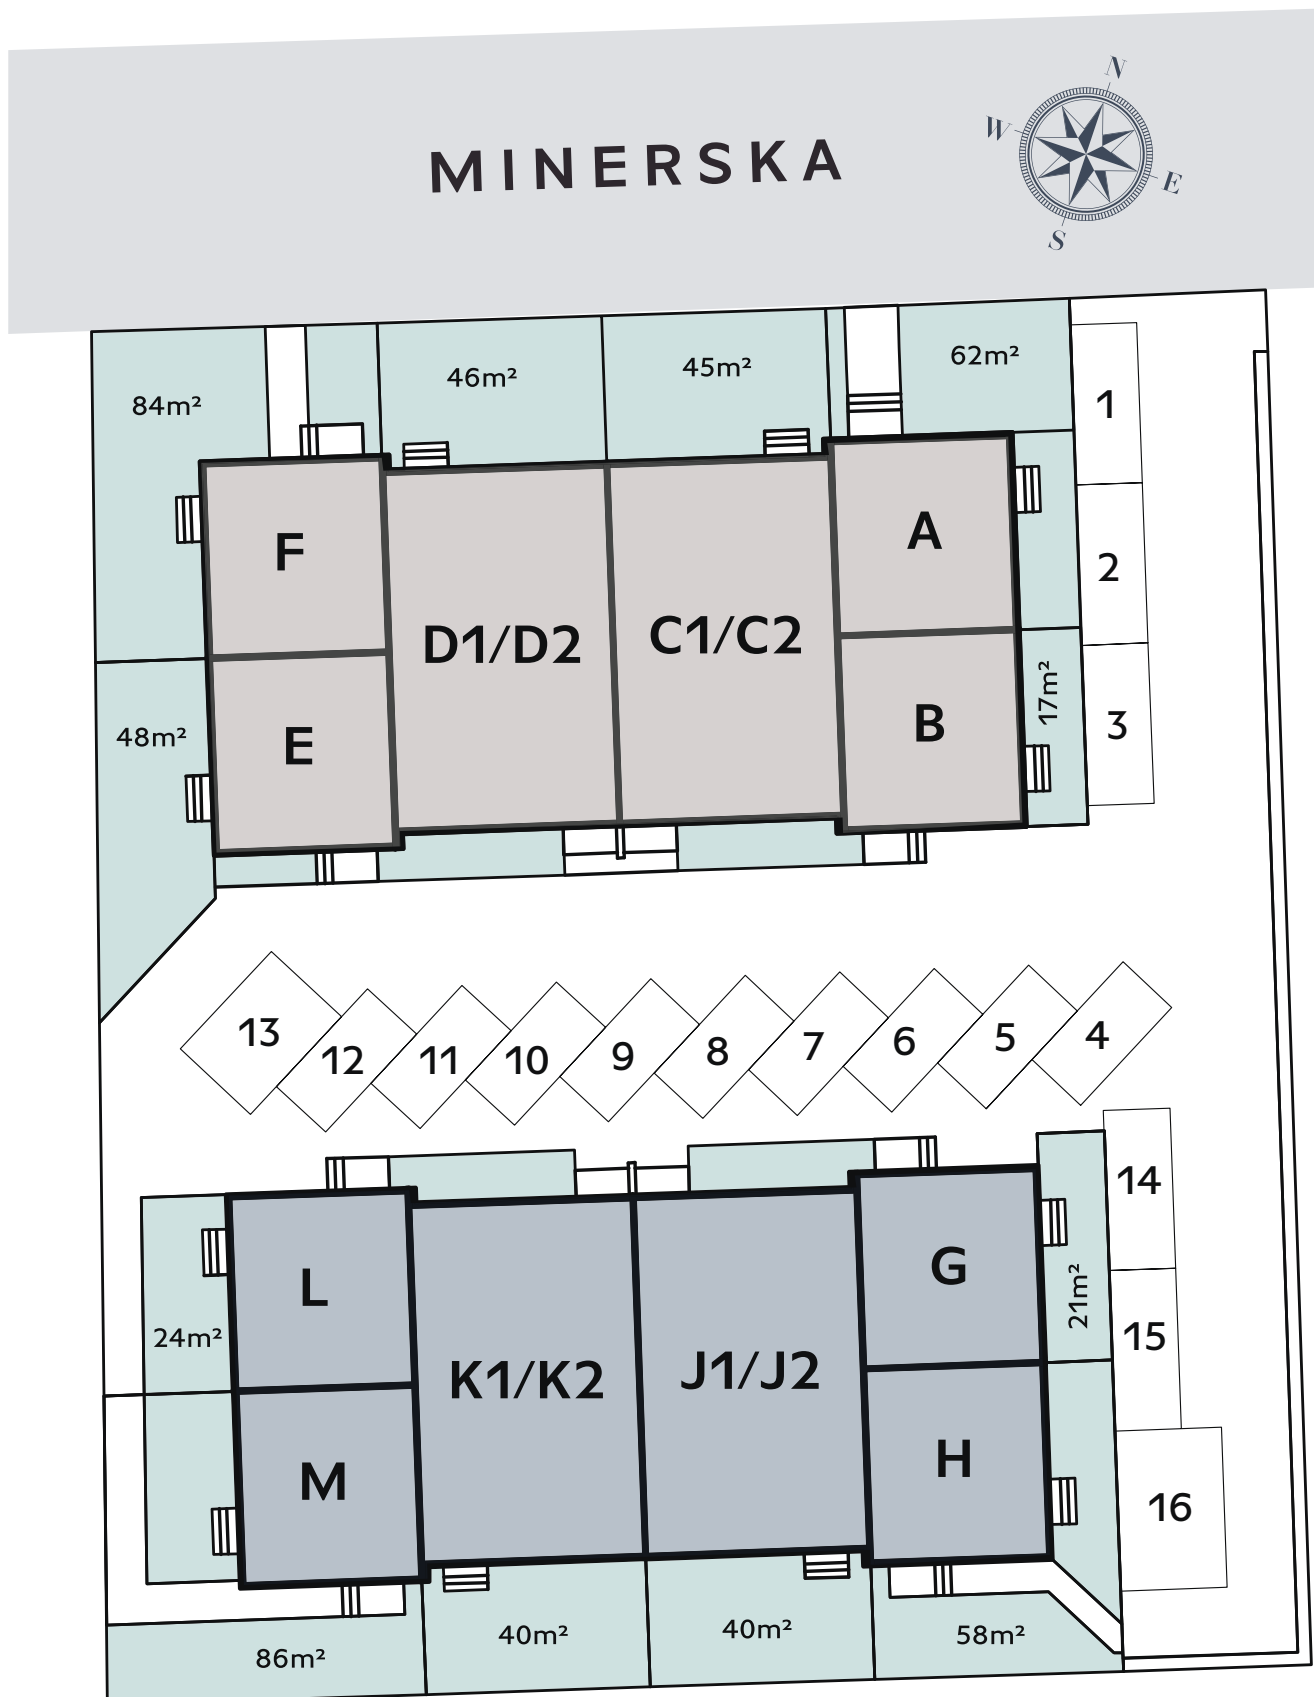 N
W
E
S
MINERSKA
84m²
46m²
45m²
62m²
1
F
A
2
D1/D2
C1/C2
17m²
48m²
E
B
3
13
12
11
10
9
8
7
6
5
4
14
L
G
21m²
24m²
15
K1/K2
J1/J2
M
H
16
86m²
40m²
40m²
58m²